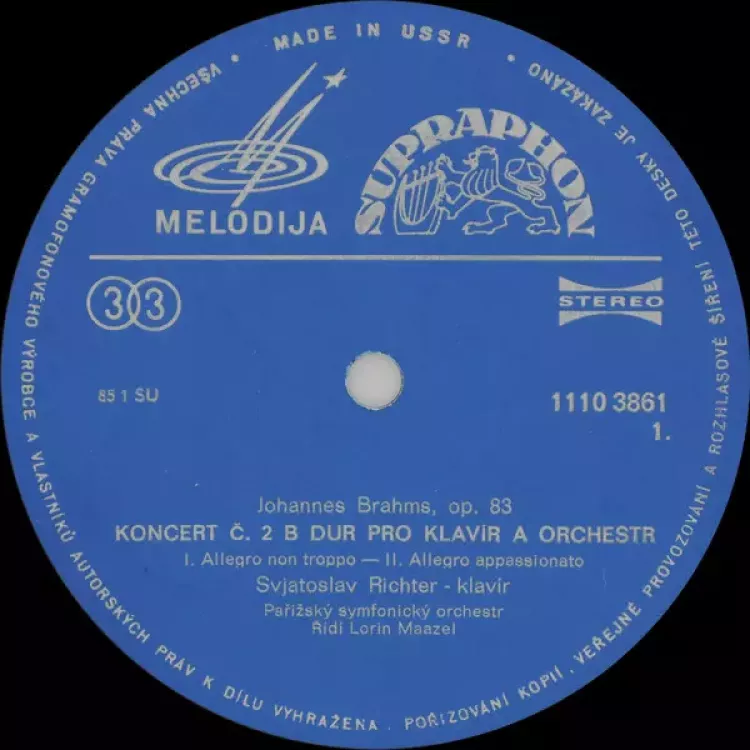 MADE IN USSR
VŠECHNA PRÁVA GRAMOFONOVÉHO VÝROBCE A VLASTNÍKŮ AUTORSKÝCH PRÁV K DÍLU VYHRAŽENA. POŘIZOVÁNÍ KOPIÍ, VEŘEJNÉ PROVOZOVÁNÍ A ROZHLASOVÉ ŠÍŘENÍ TÉTO DESKY JE ZAKÁZÁNO
MELODIJA
SUPRAPHON
33
STEREO
85 1 SU
1110 3861
1.
Johannes Brahms, op. 83
KONCERT Č. 2 B DUR PRO KLAVÍR A ORCHESTR
I. Allegro non troppo — II. Allegro appassionato
Svjatoslav Richter - klavír
Pařížský symfonický orchestr
Řídí Lorin Maazel